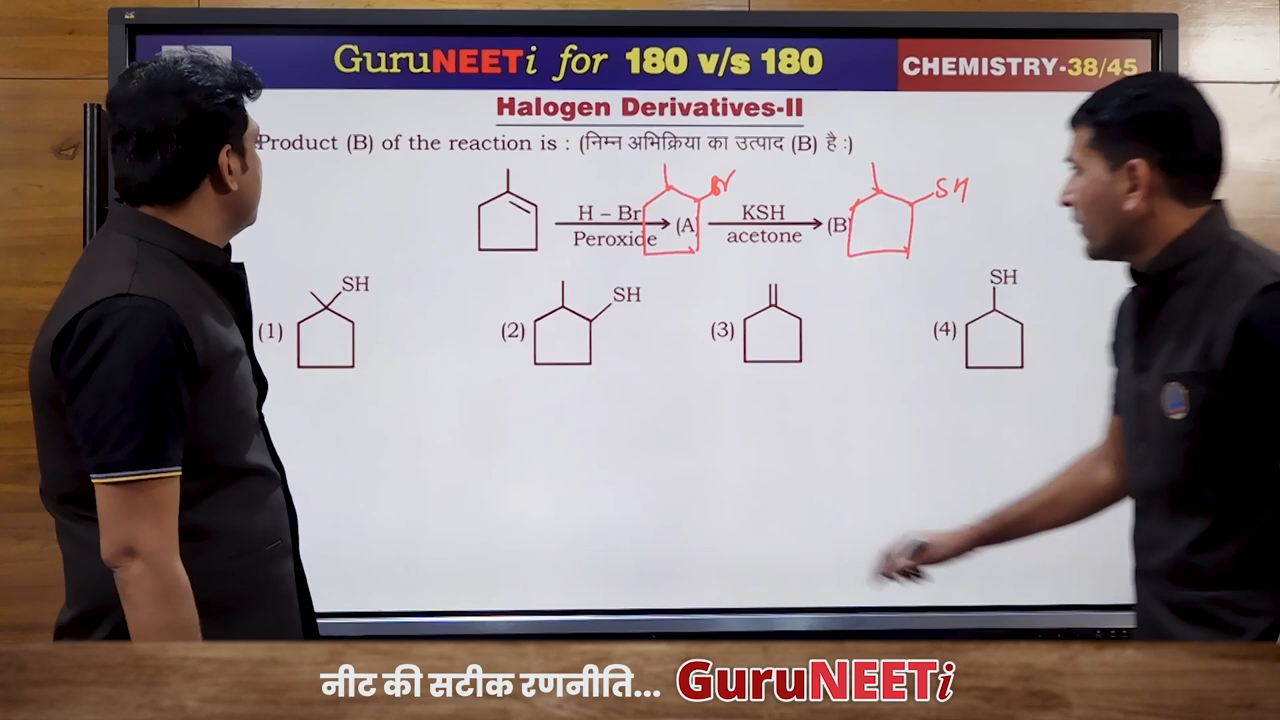 GuruNEETi for 180 v/s 180
CHEMISTRY-38/45
Halogen Derivatives-II
Product (B) of the reaction is : (निम्न अभिक्रिया का उत्पाद (B) है :)
H – Br
Peroxide
(A
Br
KSH
acetone
(B)
SH
(1)
SH
(2)
SH
(3)
(4)
SH
नीट की सटीक रणनीति... GuruNEETi